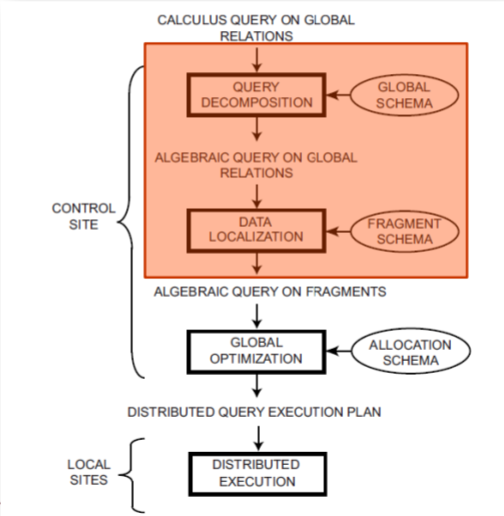 CALCULUS QUERY ON GLOBAL
RELATIONS
QUERY
DECOMPOSITION
GLOBAL
SCHEMA
ALGEBRAIC QUERY ON GLOBAL
RELATIONS
CONTROL
SITE
DATA
LOCALIZATION
FRAGMENT
SCHEMA
ALGEBRAIC QUERY ON FRAGMENTS
GLOBAL
OPTIMIZATION
ALLOCATION
SCHEMA
DISTRIBUTED QUERY EXECUTION PLAN
LOCAL
SITES
DISTRIBUTED
EXECUTION